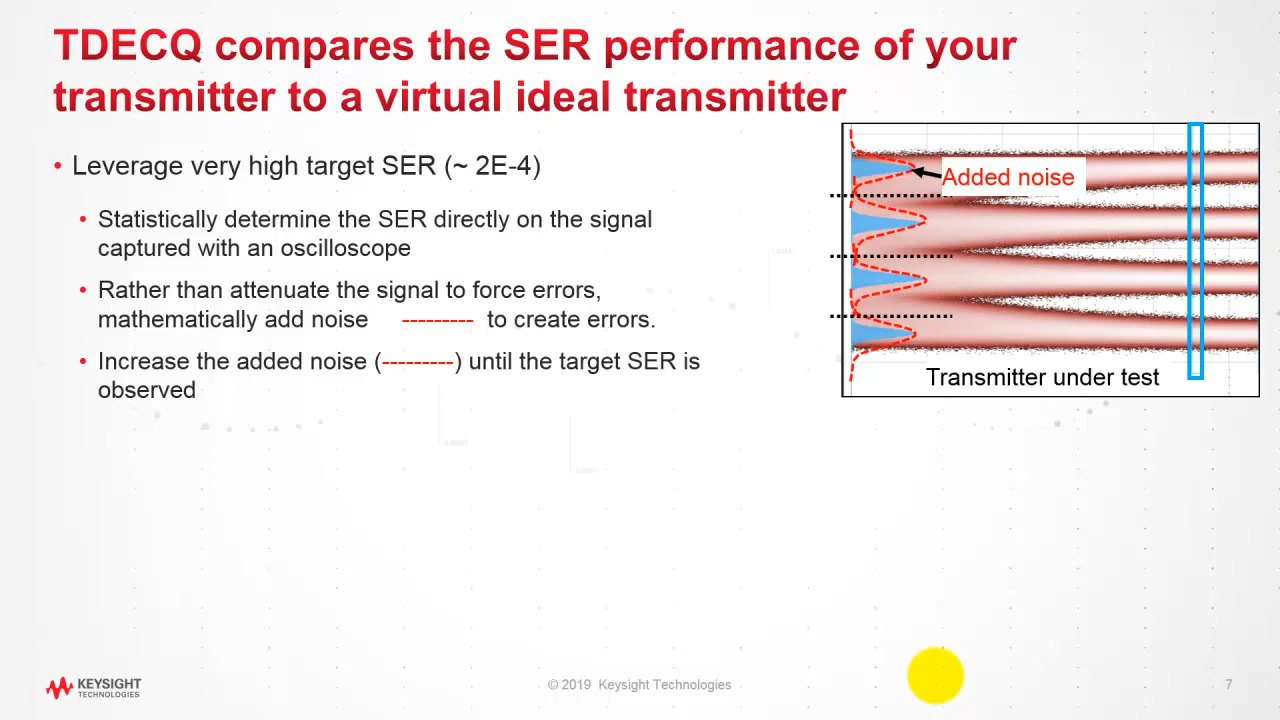 TDECQ compares the SER performance of your
transmitter to a virtual ideal transmitter
• Leverage very high target SER (~ 2E-4)
• Statistically determine the SER directly on the signal
captured with an oscilloscope
• Rather than attenuate the signal to force errors,
mathematically add noise --------- to create errors.
• Increase the added noise (---------) until the target SER is
observed
Added noise
Transmitter under test
KEYSIGHT
TECHNOLOGIES
© 2019 Keysight Technologies
7